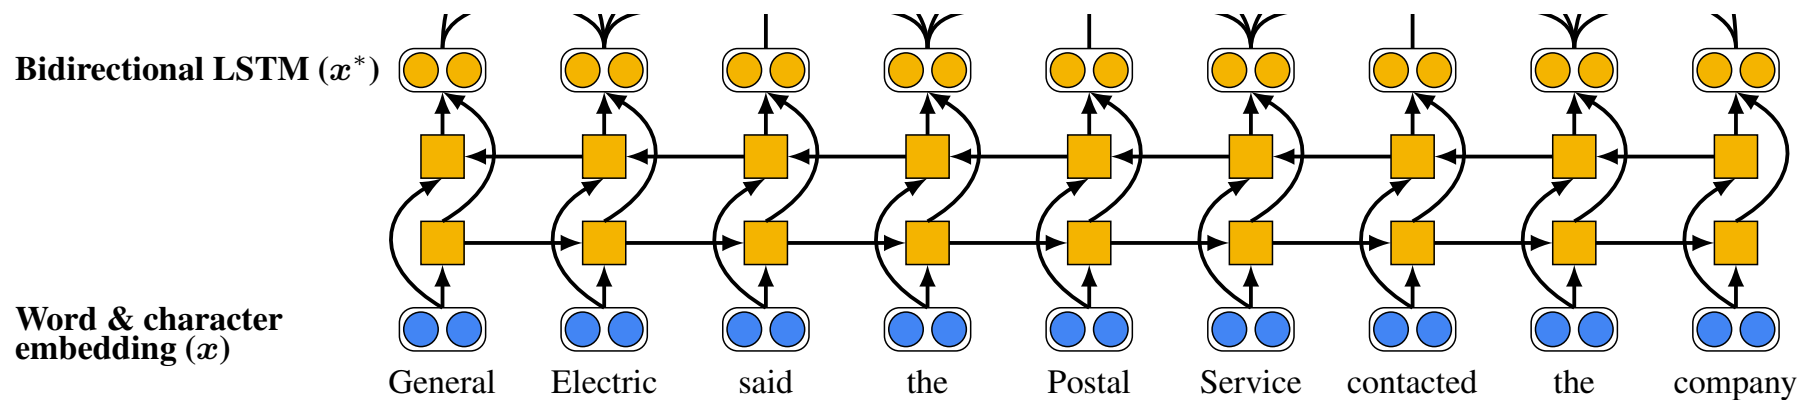 Bidirectional LSTM (x*)
Word & character
embedding (x)
General Electric said the Postal Service contacted the company